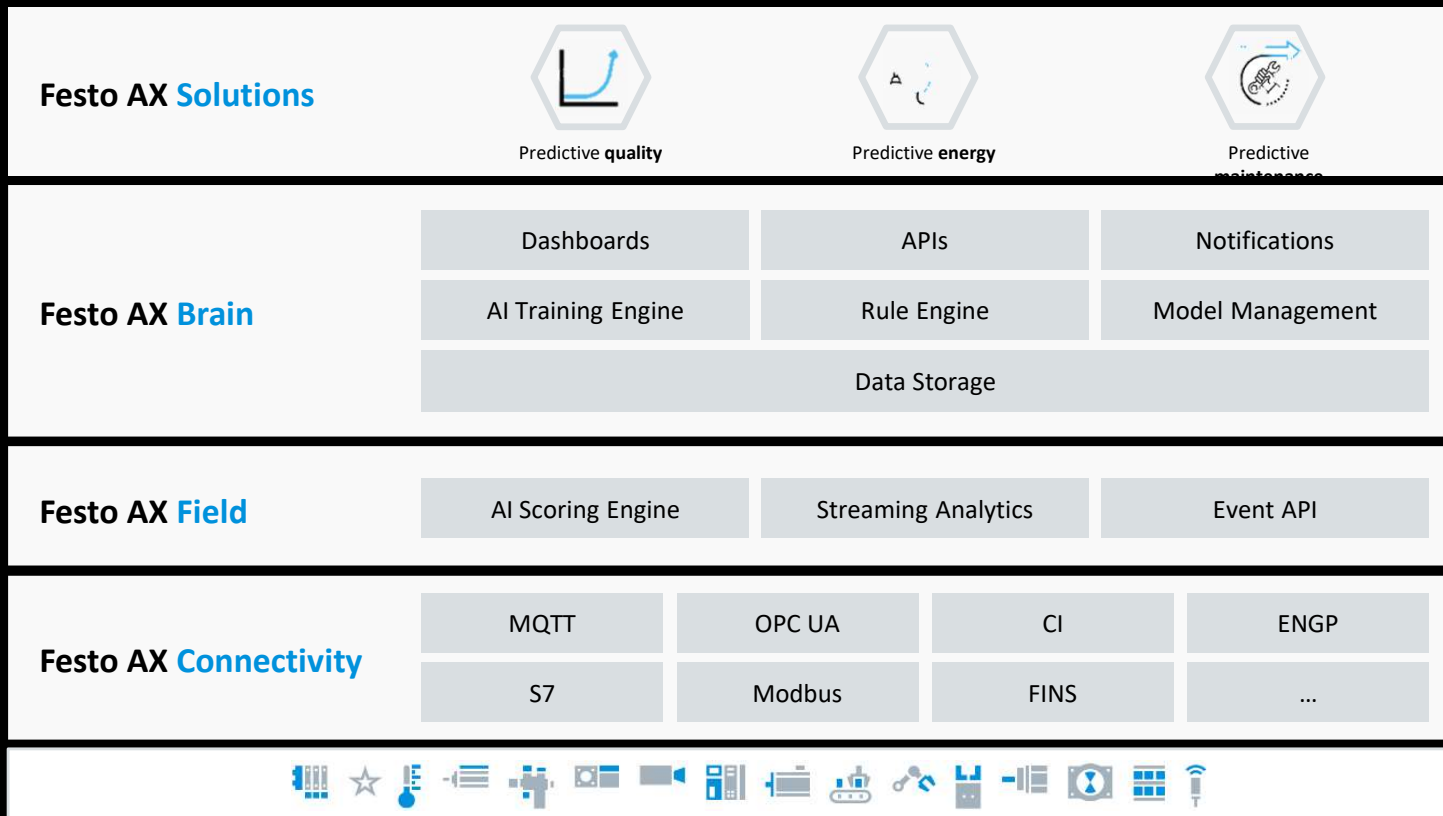 Festo AX Solutions
Predictive quality
Predictive energy
Predictive
maintenance
Festo AX Brain
Dashboards
APIs
Notifications
AI Training Engine
Rule Engine
Model Management
Data Storage
Festo AX Field
AI Scoring Engine
Streaming Analytics
Event API
Festo AX Connectivity
MQTT
OPC UA
CI
ENGP
S7
Modbus
FINS
...